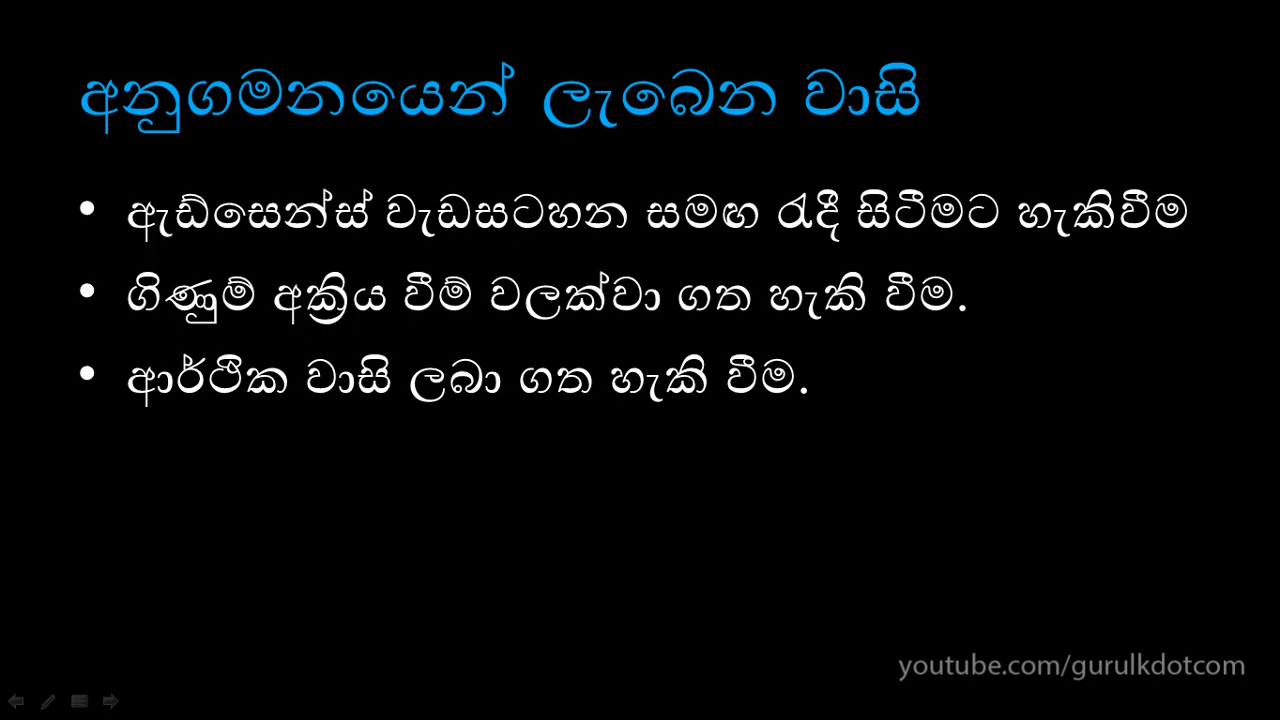 අනුගමනයෙන් ලැබෙන වාසි
• ඇඩ්සෙන්ස් වැඩසටහන සමඟ රැදී සිටීමට හැකිවීම
• ගිණුම් අක්‍රිය වීම් වලක්වා ගත හැකි වීම.
• ආර්ථික වාසි ලබා ගත හැකි වීම.
youtube.com/gurulkdotcom